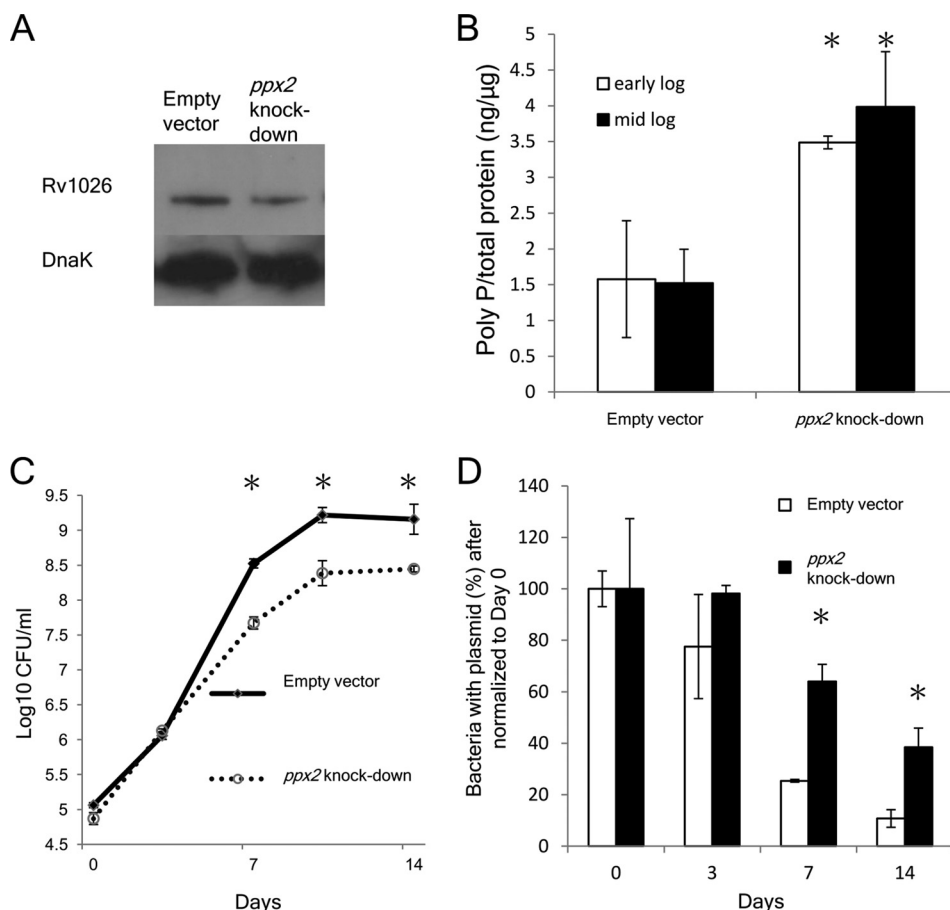 A
Empty
vector
ppx2
knock-
down
Rv1026
DnaK
B
Poly P/total protein (ng/µg)
5
4.5
4
3.5
3
2.5
2
1.5
1
0.5
0
early log
mid log
* *
Empty vector
ppx2 knock-down
C
Log10 CFU/ml
9.5
9
8.5
8
7.5
7
6.5
6
5.5
5
4.5
* * *
Empty vector
ppx2 knock-down
0 7 14
Days
D
Bacteria with plasmid (%) after
normalized to Day 0
140
120
100
80
60
40
20
0
Empty vector
ppx2
knock-down
*
*
0 3 7 14
Days